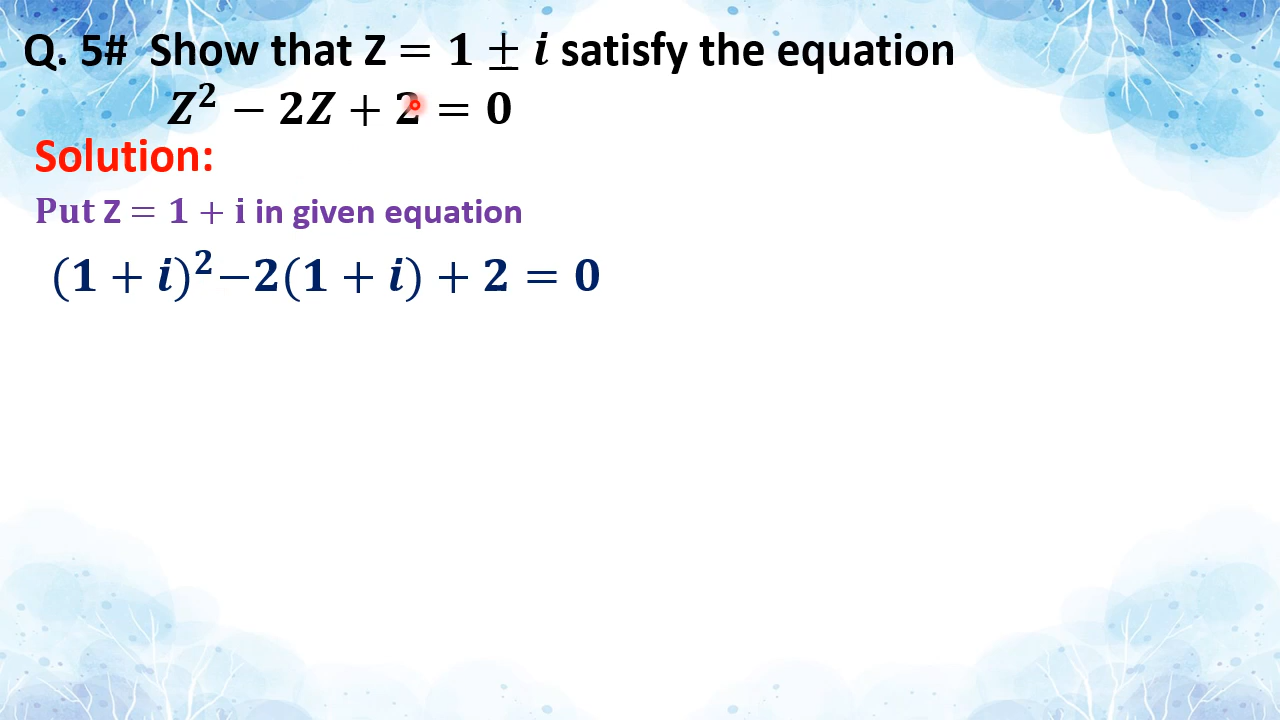 Q. 5# Show that Z = 1 ± i satisfy the equation
Z² − 2Z + 2 = 0
Solution:
Put Z = 1 + i in given equation
(1 + i)²−2(1 + i) + 2 = 0